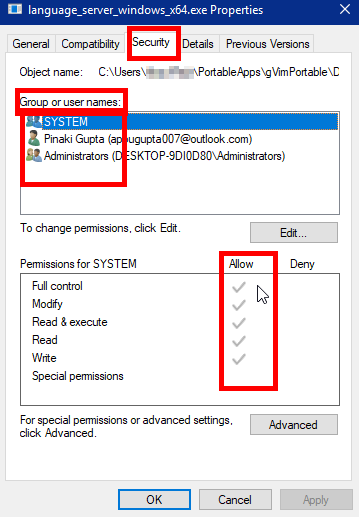 language_server_windows_x64.exe Properties
General Compatibility Security Details Previous Versions
Object name: C:\Users\ \PortableApps\gVimPortable\D
Group or user names:
SYSTEM
Pinaki Gupta (appugupta007@outlook.com)
Administrators (DESKTOP-9DI0D80\Administrators)
To change permissions, click Edit.
Edit...
Permissions for SYSTEM Allow Deny
Full control
Modify
Read & execute
Read
Write
Special permissions
For special permissions or advanced settings,
click Advanced.
Advanced
OK Cancel Apply